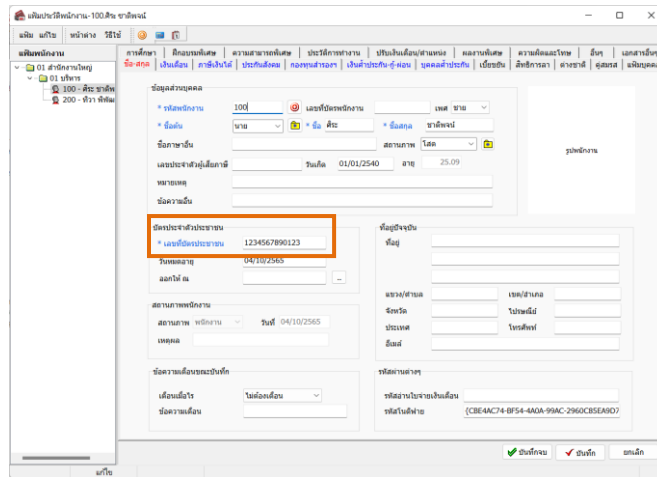 แฟ้มประวัติพนักงาน-100.ศิระ ชาติพจน์
แฟ้ม แก้ไข หน้าต่าง วิธีใช้
แฟ้มพนักงาน
01 สำนักงานใหญ่
01 บริหาร
100 - ศิระ ชาติพ
200 - ทิวา พิพัฒ
การศึกษา ฝึกอบรมพิเศษ ความสามารถพิเศษ ประวัติการทำงาน ปรับเงินเดือน/ตำแหน่ง ผลงานพิเศษ ความผิดและโทษ อื่นๆ เอกสารอื่นๆ
ชื่อ-สกุล เงินเดือน ภาษีเงินได้ ประกันสังคม กองทุนสำรองฯ เงินค้ำประกัน-กู้-ผ่อน บุคคลค้ำประกัน เบี้ยขยัน สิทธิการลา ต่างชาติ คู่สมรส แฟ้มบุคคล
ข้อมูลส่วนบุคคล
* รหัสพนักงาน 100 เลขที่บัตรพนักงาน เพศ ชาย
* ชื่อต้น นาย * ชื่อ ศิระ * ชื่อสกุล ชาติพจน์
ชื่อภาษาอื่น สถานภาพ โสด
เลขประจำตัวผู้เสียภาษี วันเกิด 01/01/2540 อายุ 25.09
หมายเหตุ
ข้อความอื่น
รูปพนักงาน
บัตรประจำตัวประชาชน
* เลขที่บัตรประชาชน 1234567890123
วันหมดอายุ 04/10/2565
ออกให้ ณ ...
ที่อยู่ปัจจุบัน
ที่อยู่
แขวง/ตำบล เขต/อำเภอ
จังหวัด ไปรษณีย์
ประเทศ โทรศัพท์
อีเมล์
สถานภาพพนักงาน
สถานภาพ พนักงาน วันที่ 04/10/2565
เหตุผล
ข้อความเตือนขณะบันทึก
เตือนเมื่อไร ไม่ต้องเตือน
ข้อความเตือน
รหัสผ่านต่างๆ
รหัสอ่านใบจ่ายเงินเดือน
รหัสโนติฟาย {CBE4AC74-BF54-4A0A-99AC-2960CB5EA9D7
บันทึกจบ บันทึก ยกเลิก
แก้ไข